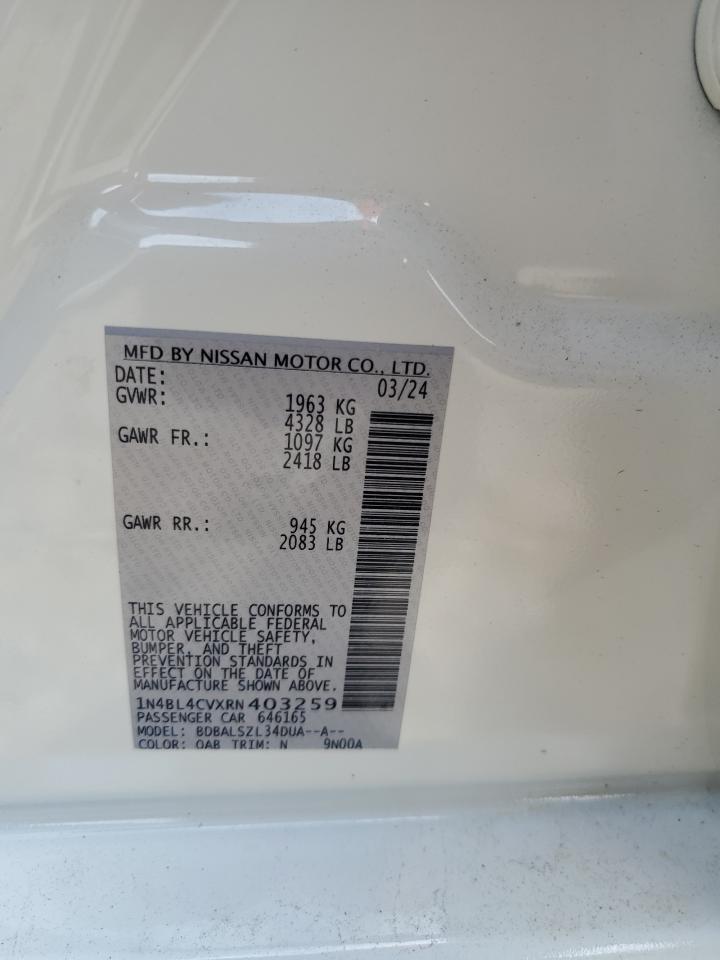 MFD BY NISSAN MOTOR CO., LTD.
DATE: 03/24
GVWR: 1963 KG
4328 LB
GAWR FR.: 1097 KG
2418 LB
GAWR RR.: 945 KG
2083 LB
THIS VEHICLE CONFORMS TO
ALL APPLICABLE FEDERAL
MOTOR VEHICLE SAFETY,
BUMPER, AND THEFT
PREVENTION STANDARDS IN
EFFECT ON THE DATE OF
MANUFACTURE SHOWN ABOVE.
1N4BL4CVXRN403259
PASSENGER CAR 646165
MODEL: BDBALSZL34DUA--A--
COLOR: QAB TRIM: N 9N00A